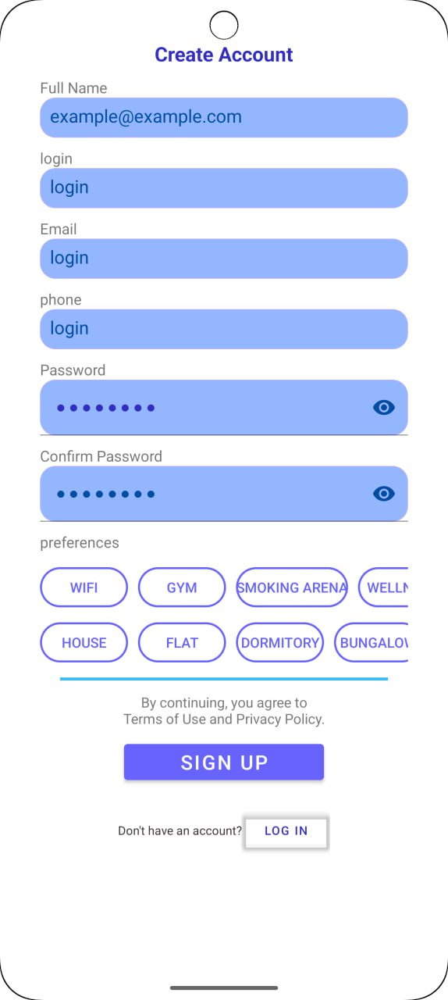 Create Account
Full Name
example@example.com
login
login
Email
login
phone
login
Password
Confirm Password
preferences
WIFI GYM SMOKING ARENA WELLN
HOUSE FLAT DORMITORY BUNGALOW
By continuing, you agree to
Terms of Use and Privacy Policy.
SIGN UP
Don't have an account? LOG IN